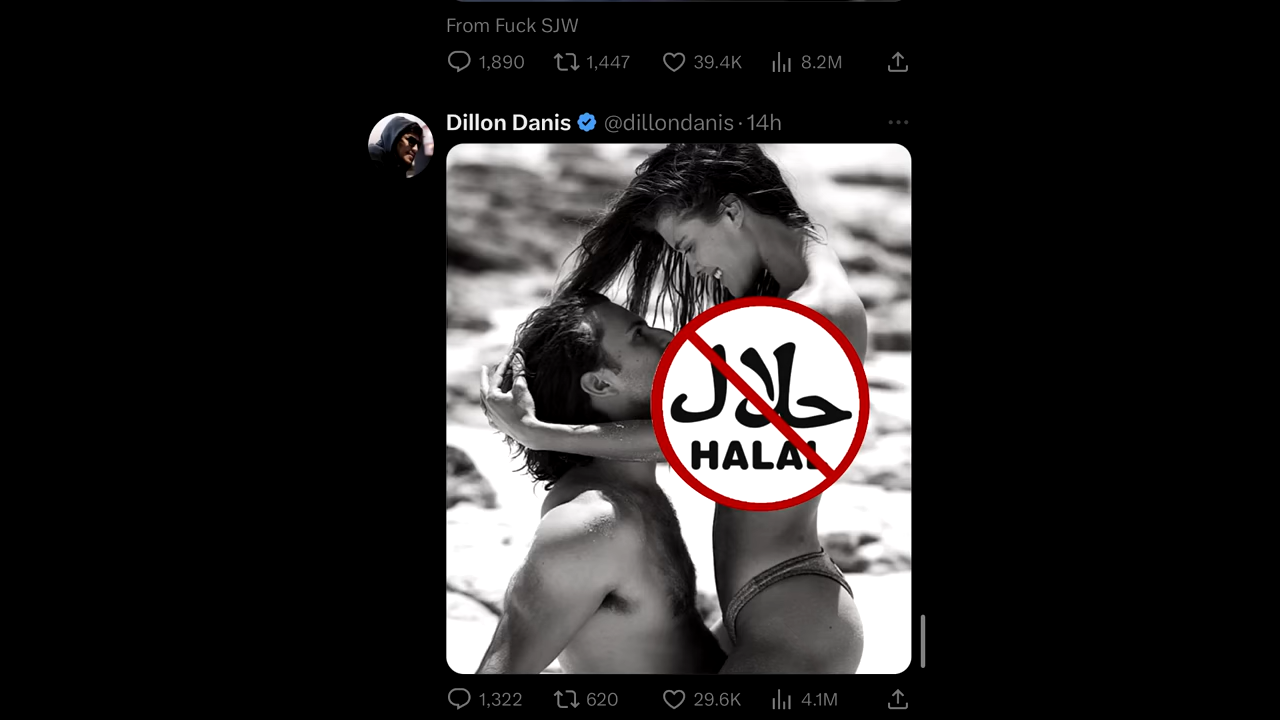 From Fuck SJW
1,890 1,447 39.4K 8.2M
Dillon Danis @dillondanis · 14h
حلال
HALAL
1,322 620 29.6K 4.1M